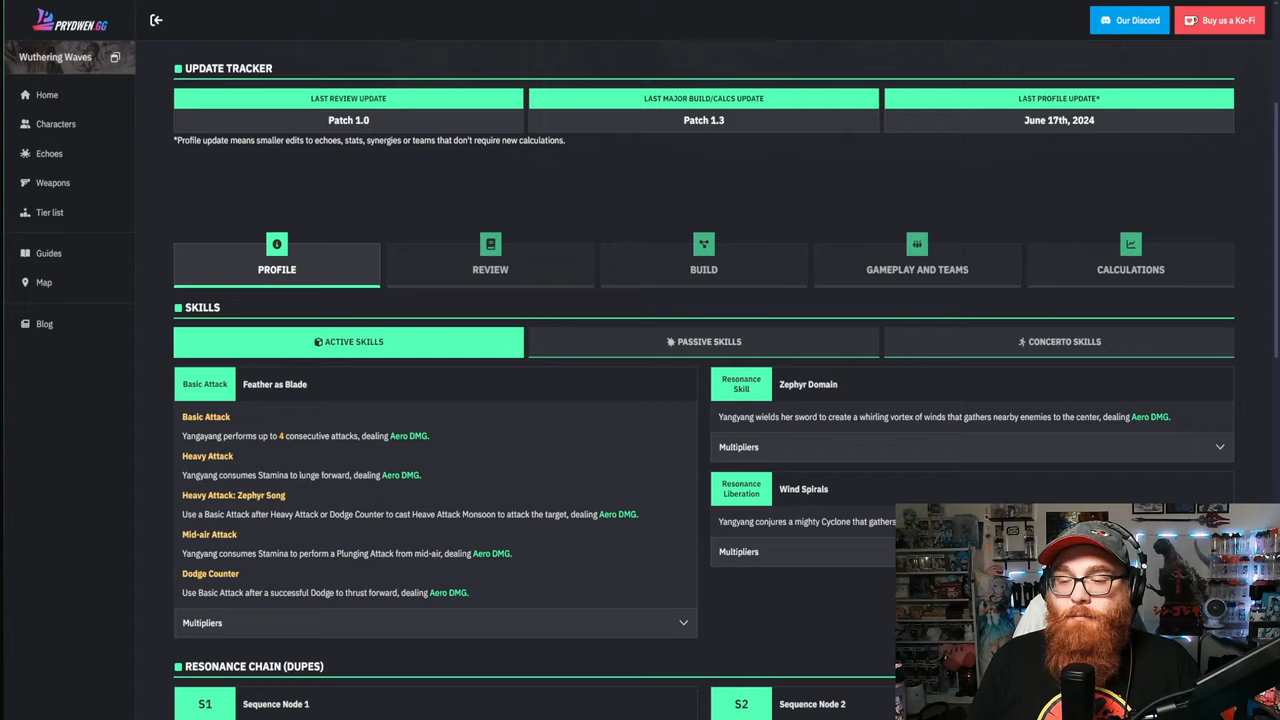 PRYDWEN.GG
Our Discord
Buy us a Ko-Fi
Wuthering Waves
Home
Characters
Echoes
Weapons
Tier list
Guides
Map
Blog
UPDATE TRACKER
LAST REVIEW UPDATE
Patch 1.0
LAST MAJOR BUILD/CALCS UPDATE
Patch 1.3
LAST PROFILE UPDATE*
June 17th, 2024
*Profile update means smaller edits to echoes, stats, synergies or teams that don't require new calculations.
PROFILE
REVIEW
BUILD
GAMEPLAY AND TEAMS
CALCULATIONS
SKILLS
ACTIVE SKILLS
PASSIVE SKILLS
CONCERTO SKILLS
Basic Attack
Feather as Blade
Basic Attack
Yangayang performs up to 4 consecutive attacks, dealing Aero DMG.
Heavy Attack
Yangyang consumes Stamina to lunge forward, dealing Aero DMG.
Heavy Attack: Zephyr Song
Use a Basic Attack after Heavy Attack or Dodge Counter to cast Heave Attack Monsoon to attack the target, dealing Aero DMG.
Mid-air Attack
Yangyang consumes Stamina to perform a Plunging Attack from mid-air, dealing Aero DMG.
Dodge Counter
Use Basic Attack after a successful Dodge to thrust forward, dealing Aero DMG.
Multipliers
Resonance
Skill
Zephyr Domain
Yangyang wields her sword to create a whirling vortex of winds that gathers nearby enemies to the center, dealing Aero DMG.
Multipliers
Resonance
Liberation
Wind Spirals
Yangyang conjures a mighty Cyclone that gathers
Multipliers
RESONANCE CHAIN (DUPES)
S1
Sequence Node 1
S2
Sequence Node 2